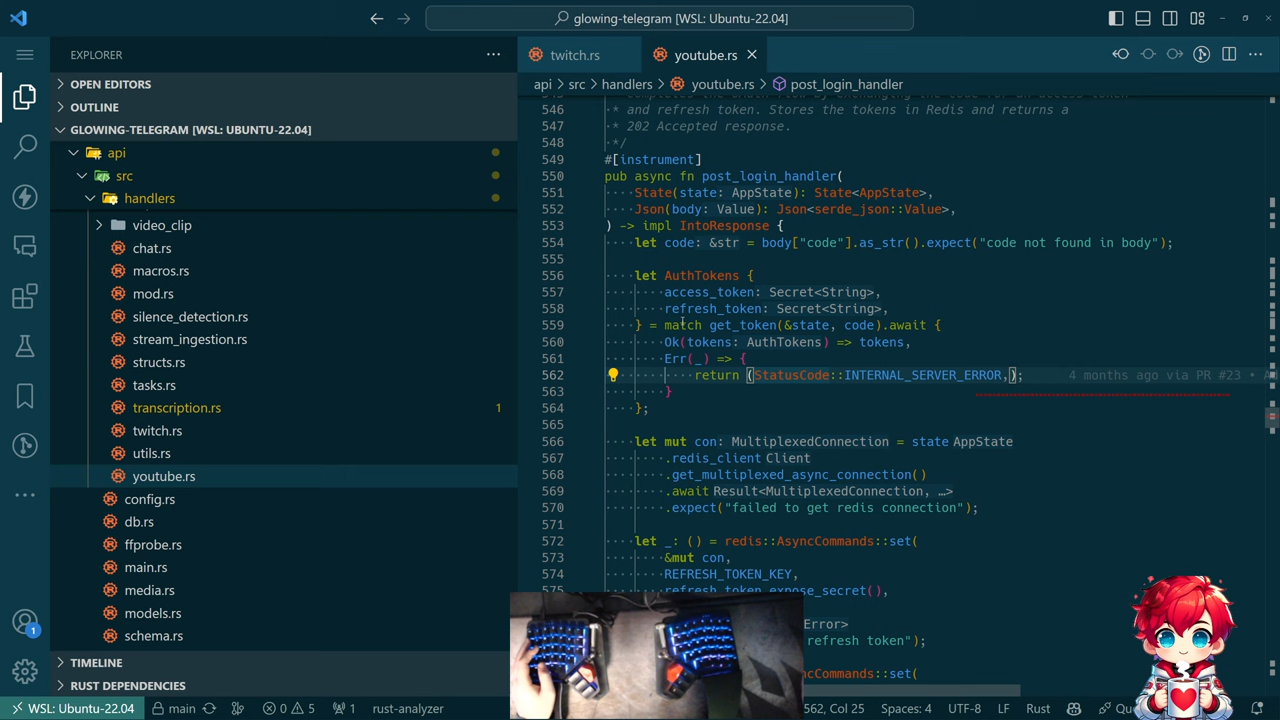 glowing-telegram [WSL: Ubuntu-22.04]
EXPLORER
OPEN EDITORS
OUTLINE
GLOWING-TELEGRAM [WSL: UBUNTU-22.04]
api
src
handlers
video_clip
chat.rs
macros.rs
mod.rs
silence_detection.rs
stream_ingestion.rs
structs.rs
tasks.rs
transcription.rs 1
twitch.rs
utils.rs
youtube.rs
config.rs
db.rs
ffprobe.rs
main.rs
media.rs
models.rs
schema.rs
TIMELINE
RUST DEPENDENCIES
1
twitch.rs
youtube.rs
api > src > handlers > youtube.rs > post_login_handler
546 * and refresh token. Stores the tokens in Redis and returns a
547 * 202 Accepted response.
548 */
549 #[instrument]
550 pub async fn post_login_handler(
551 State(state: AppState): State<AppState>,
552 Json(body: Value): Json<serde_json::Value>,
553 ) -> impl IntoResponse {
554 let code: &str = body["code"].as_str().expect("code not found in body");
555
556 let AuthTokens {
557 access_token: Secret<String>,
558 refresh_token: Secret<String>,
559 } = match get_token(&state, code).await {
560 Ok(tokens: AuthTokens) => tokens,
561 Err(_) => {
562 return (StatusCode::INTERNAL_SERVER_ERROR,); 4 months ago via PR #23 •
563 }
564 };
565
566 let mut con: MultiplexedConnection = state AppState
567 .redis_client Client
568 .get_multiplexed_async_connection()
569 .await Result<MultiplexedConnection, …>
570 .expect("failed to get redis connection");
571
572 let _: () = redis::AsyncCommands::set(
573 &mut con,
574 REFRESH_TOKEN_KEY,
575 refresh_token.expose_secret(),
Error>
refresh token");
AsyncCommands::set(
WSL: Ubuntu-22.04 main 0 5 1 rust-analyzer
562, Col 25 Spaces: 4 UTF-8 LF Rust